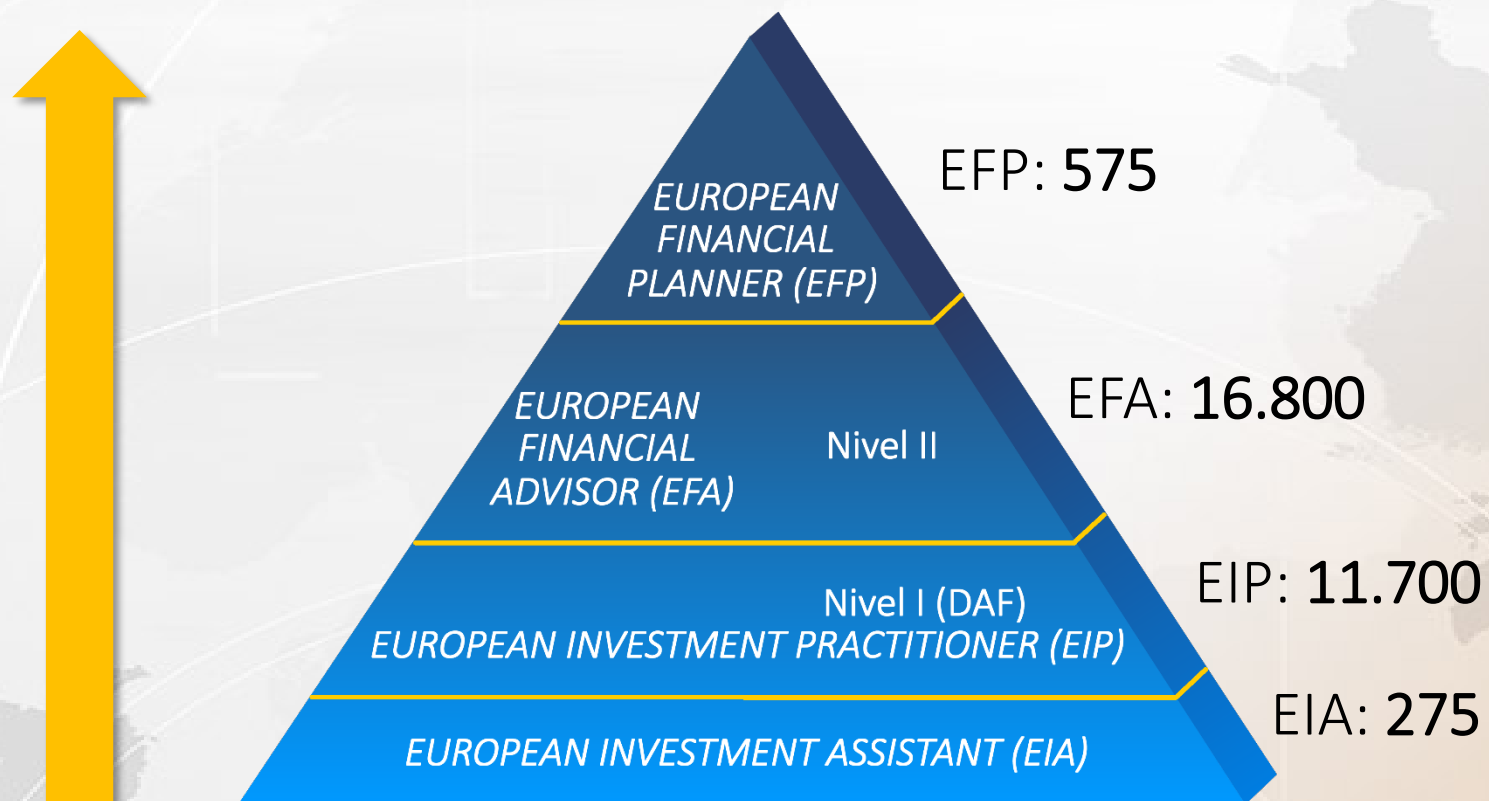 EUROPEAN
FINANCIAL
PLANNER (EFP)
EFP: 575
EUROPEAN
FINANCIAL
ADVISOR (EFA)
Nivel II
EFA: 16.800
Nivel I (DAF)
EUROPEAN INVESTMENT PRACTITIONER (EIP)
EIP: 11.700
EUROPEAN INVESTMENT ASSISTANT (EIA)
EIA: 275